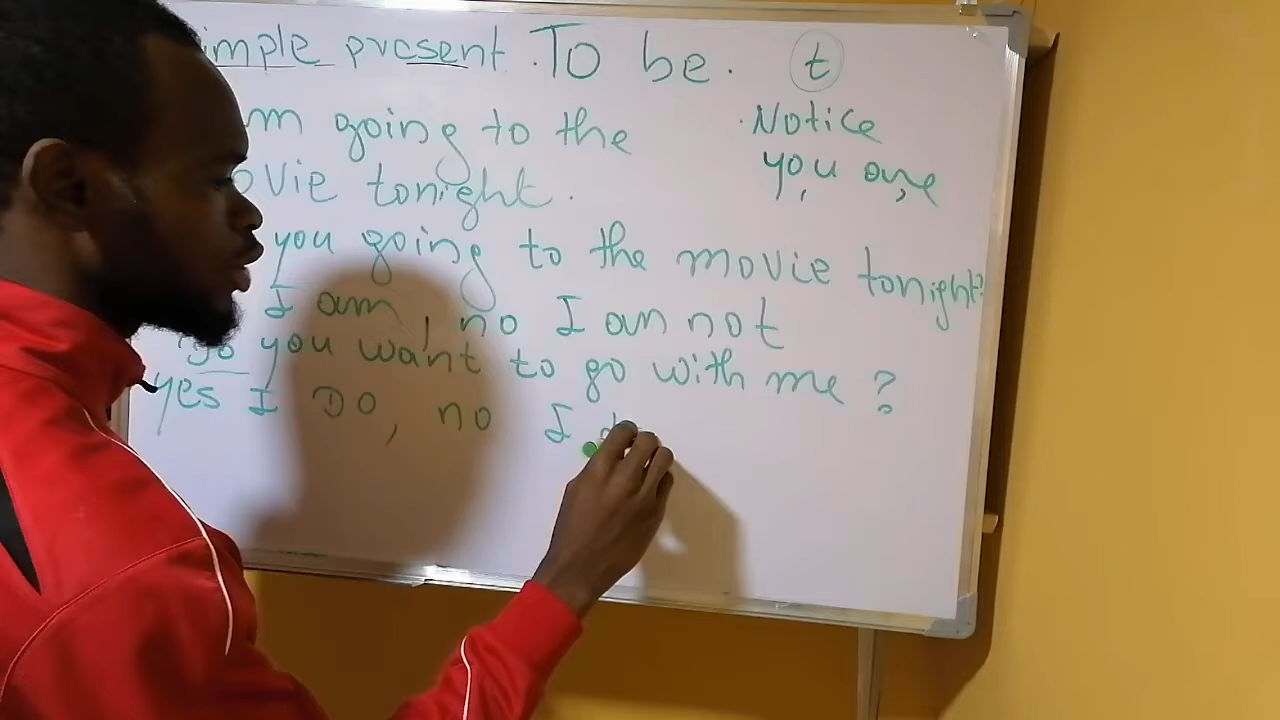 imple present. To be. t
m going to the
ovie tonight.
Notice
you are
you going to the movie tonight?
I am, no I am not
Do you want to go with me ?
yes I Do, no I d